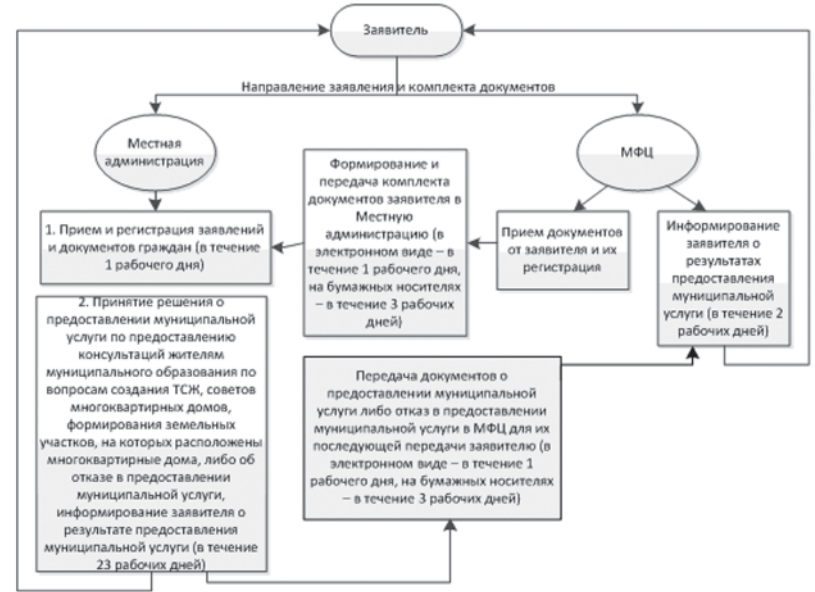 Заявитель
Направление заявления и комплекта документов
Местная
администрация
МФЦ
1. Прием и регистрация заявлений
и документов граждан (в течение
1 рабочего дня)
Формирование и
передача комплекта
документов заявителя в
Местную
администрацию (в
электронном виде – в
течение 1 рабочего дня,
на бумажных носителях
– в течение 3 рабочих
дней)
Прием документов
от заявителя и их
регистрация
Информирование
заявителя о
результатах
предоставления
муниципальной
услуги (в течение 2
рабочих дней)
2. Принятие решения о
предоставлении муниципальной
услуги по предоставлению
консультаций жителям
муниципального образования по
вопросам создания ТСЖ, советов
многоквартирных домов,
формирования земельных
участков, на которых расположены
многоквартирные дома, либо об
отказе в предоставлении
муниципальной услуги,
информирование заявителя о
результате предоставления
муниципальной услуги (в течение
23 рабочих дней)
Передача документов о
предоставлении муниципальной
услуги либо отказ в предоставлении
муниципальной услуги в МФЦ для их
последующей передачи заявителю (в
электронном виде – в течение 1
рабочего дня, на бумажных носителях
– в течение 3 рабочих дней)